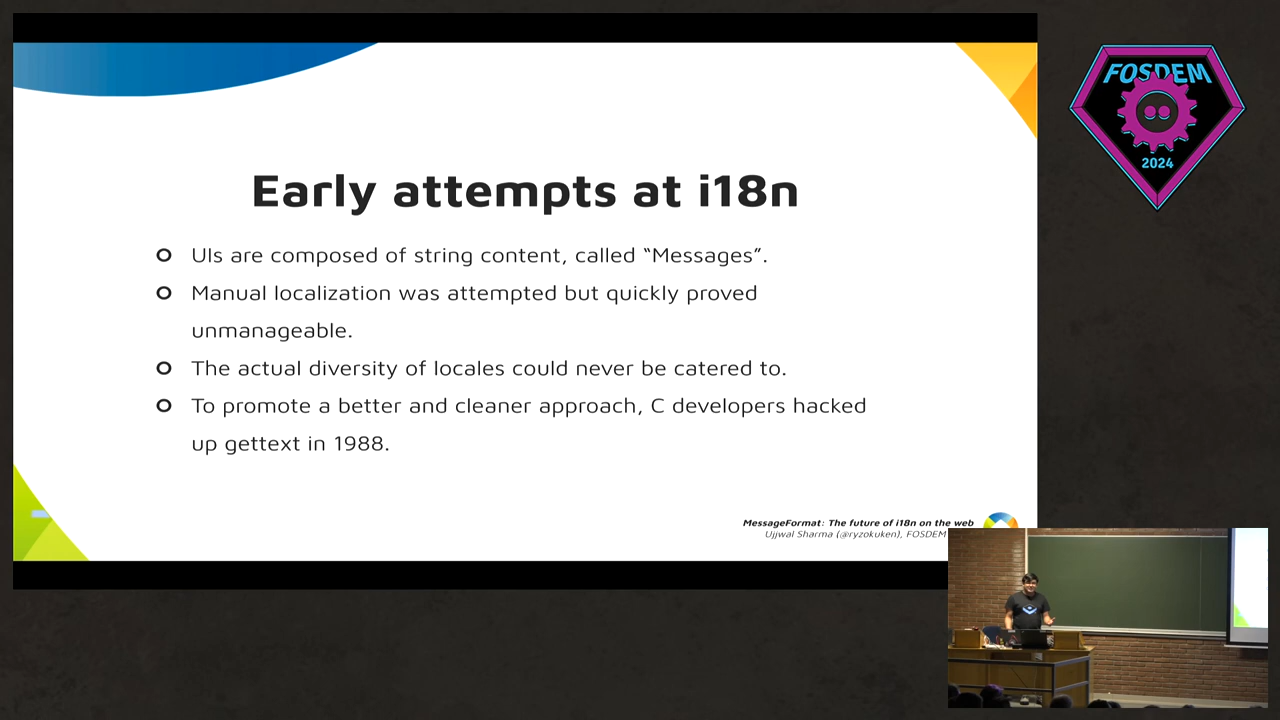 FOSDEM
2024
Early attempts at i18n
UIs are composed of string content, called “Messages”.
Manual localization was attempted but quickly proved
unmanageable.
The actual diversity of locales could never be catered to.
To promote a better and cleaner approach, C developers hacked
up gettext in 1988.
MessageFormat: The future of i18n on the web
Ujjwal Sharma (@ryzokuken), FOSDEM